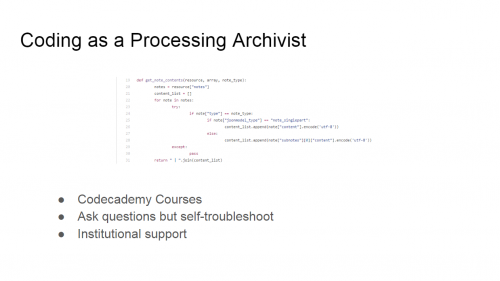 Coding as a Processing Archivist
def get_note_contents(resource, array, note_type):
notes = resource["notes"]
content_list = []
for note in notes:
try:
if note["type"] == note_type:
if note["jsonmodel_type"] == "note_singlepart":
content_list.append(note["content"].encode('utf-8'))
else:
content_list.append(note["subnotes"][0]["content"].encode('utf-8'))
except:
pass
return " | ".join(content_list)
● Codecademy Courses
● Ask questions but self-troubleshoot
● Institutional support